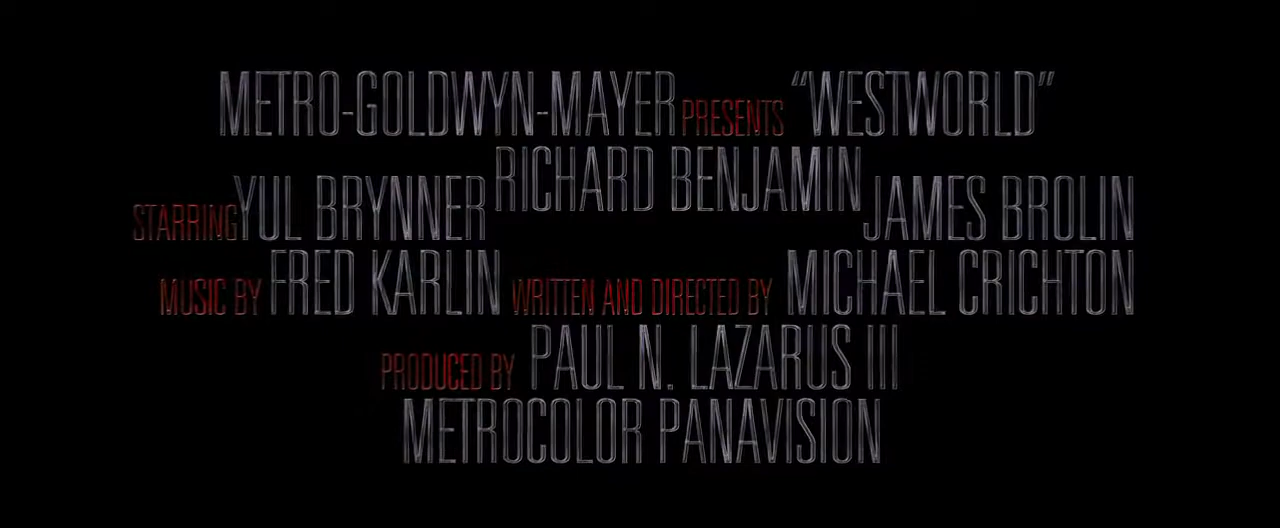 METRO-GOLDWYN-MAYER PRESENTS “WESTWORLD”
STARRING YUL BRYNNER RICHARD BENJAMIN JAMES BROLIN
MUSIC BY FRED KARLIN WRITTEN AND DIRECTED BY MICHAEL CRICHTON
PRODUCED BY PAUL N. LAZARUS III
METROCOLOR PANAVISION